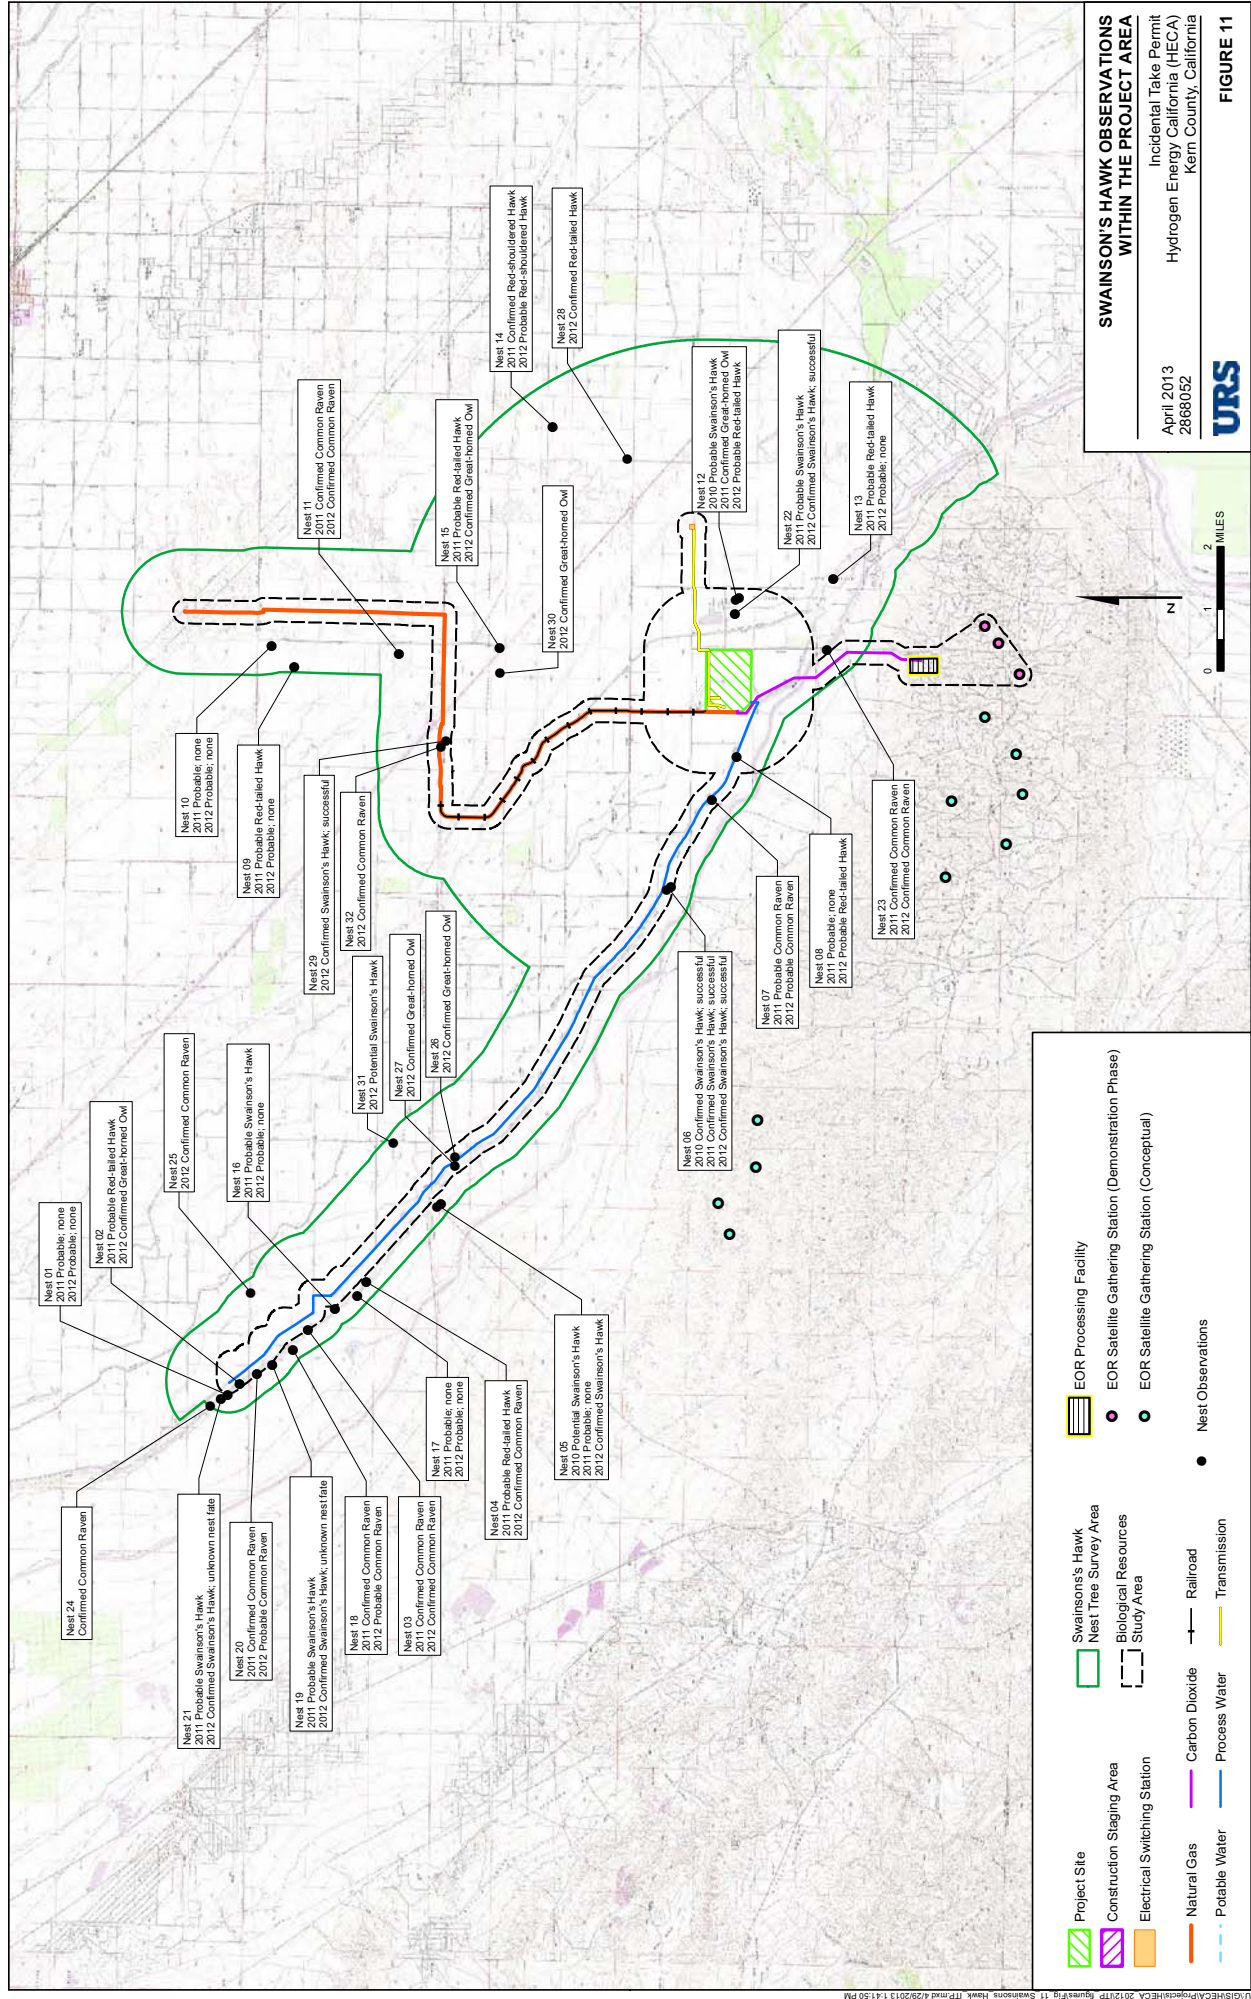 Nest 24
Confirmed Common Raven
Nest 21
2011 Probable Swainson's Hawk
2012 Confirmed Swainson's Hawk; unknown nest fate
Nest 20
2011 Confirmed Common Raven
2012 Probable Common Raven
Nest 19
2011 Probable Swainson's Hawk
2012 Confirmed Swainson's Hawk; unknown nest fate
Nest 18
2011 Confirmed Common Raven
2012 Probable Common Raven
Nest 03
2011 Confirmed Common Raven
2012 Confirmed Common Raven
Nest 17
2011 Probable; none
2012 Probable; none
Nest 04
2011 Probable Red-tailed Hawk
2012 Confirmed Common Raven
Nest 05
2010 Potential Swainson's Hawk
2011 Probable; none
2012 Confirmed Swainson's Hawk
Nest 01
2011 Probable; none
2012 Probable; none
Nest 02
2011 Probable Red-tailed Hawk
2012 Confirmed Great-horned Owl
Nest 25
2012 Confirmed Common Raven
Nest 16
2011 Probable Swainson's Hawk
2012 Probable; none
Nest 31
2012 Potential Swainson's Hawk
Nest 27
2012 Confirmed Great-horned Owl
Nest 26
2012 Confirmed Great-horned Owl
Nest 06
2010 Confirmed Swainson's Hawk; successful
2011 Confirmed Swainson's Hawk; successful
2012 Confirmed Swainson's Hawk; successful
Nest 10
2011 Probable; none
2012 Probable; none
Nest 09
2011 Probable Red-tailed Hawk
2012 Probable; none
Nest 29
2012 Confirmed Swainson's Hawk; successful
Nest 32
2012 Confirmed Common Raven
Nest 07
2011 Probable Common Raven
2012 Probable Common Raven
Nest 08
2011 Probable; none
2012 Probable Red-tailed Hawk
Nest 23
2011 Confirmed Common Raven
2012 Confirmed Common Raven
Nest 11
2011 Confirmed Common Raven
2012 Confirmed Common Raven
Nest 15
2011 Probable Red-tailed Hawk
2012 Confirmed Great-horned Owl
Nest 30
2012 Confirmed Great-horned Owl
Nest 14
2011 Confirmed Red-shouldered Hawk
2012 Probable Red-shouldered Hawk
Nest 28
2012 Confirmed Red-tailed Hawk
Nest 12
2010 Probable Swainson's Hawk
2011 Confirmed Great-horned Owl
2012 Probable Red-tailed Hawk
Nest 22
2011 Probable Swainson's Hawk
2012 Confirmed Swainson's Hawk; successful
Nest 13
2011 Probable Red-tailed Hawk
2012 Probable; none
Project Site
Construction Staging Area
Electrical Switching Station
Natural Gas
Potable Water
Carbon Dioxide
Process Water
Swainsons's Hawk
Nest Tree Survey Area
Biological Resources
Study Area
Railroad
Transmission
EOR Processing Facility
EOR Satellite Gathering Station (Demonstration Phase)
EOR Satellite Gathering Station (Conceptual)
Nest Observations
N
0 1 2
MILES
SWAINSON'S HAWK OBSERVATIONS
WITHIN THE PROJECT AREA
April 2013
28068052
Incidental Take Permit
Hydrogen Energy California (HECA)
Kern County, California
URS
FIGURE 11